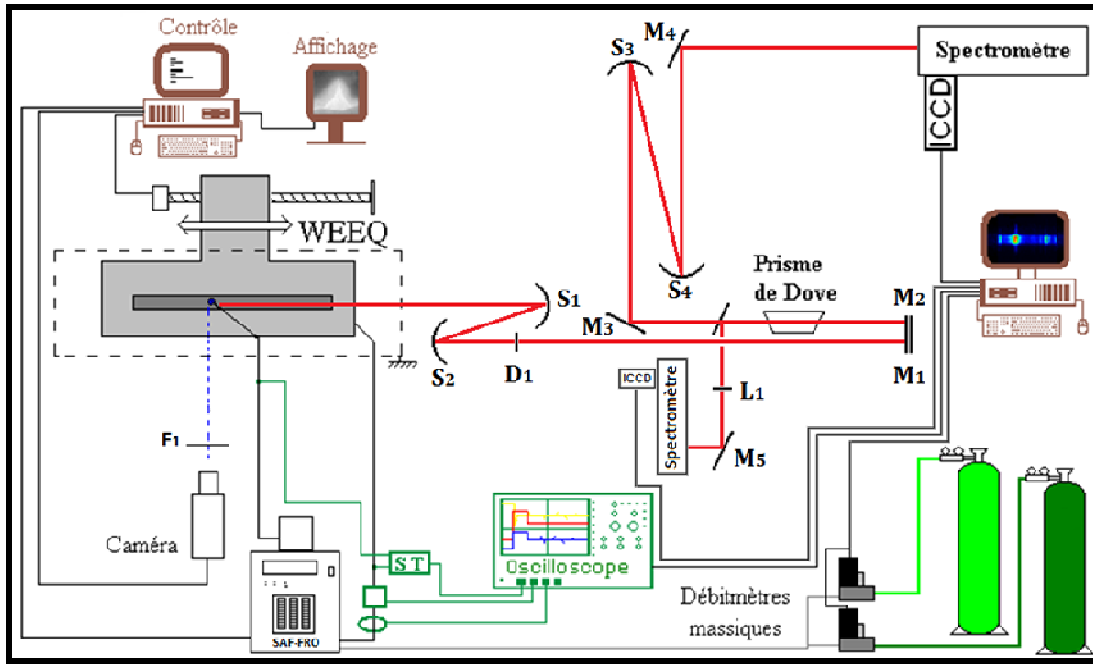 Contrôle
Affichage
S3
M4
Spectromètre
ICCD
WEEQ
S1
S4
Prisme
de Dove
M2
M3
S2
D1
M1
ICCD
Spectromètre
L1
M5
F1
Caméra
ST
Oscilloscope
Débitmètres
massiques
SAF-FRO